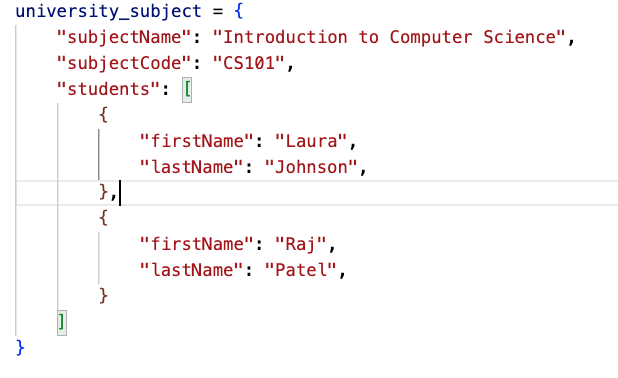 university_subject = {
    "subjectName": "Introduction to Computer Science",
    "subjectCode": "CS101",
    "students": [
        {
            "firstName": "Laura",
            "lastName": "Johnson",
        },
        {
            "firstName": "Raj",
            "lastName": "Patel",
        }
    ]
}